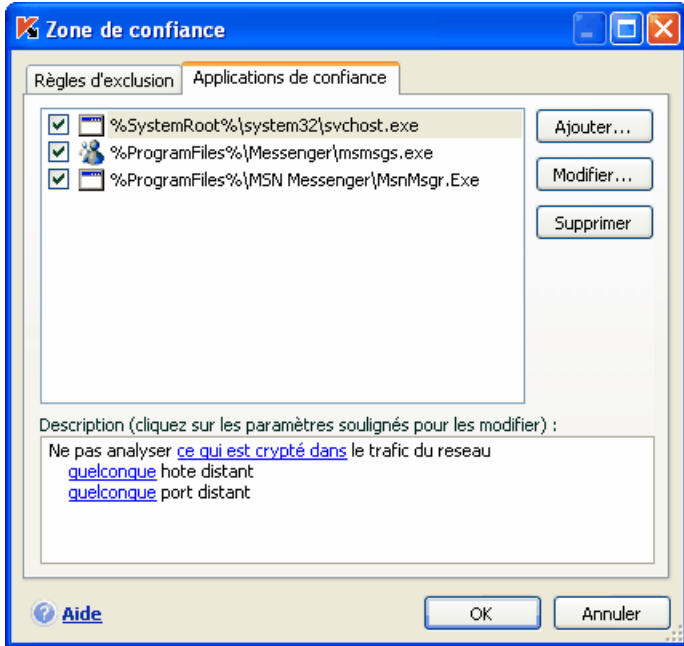 Zone de confiance
Règles d'exclusion
Applications de confiance
%SystemRoot%\system32\svchost.exe
%ProgramFiles%\Messenger\msmsgs.exe
%ProgramFiles%\MSN Messenger\MsnMsgr.Exe
Ajouter...
Modifier...
Supprimer
Description (cliquez sur les paramètres soulignés pour les modifier) :
Ne pas analyser ce qui est crypté dans le trafic du reseau
quelconque hote distant
quelconque port distant
Aide
OK
Annuler